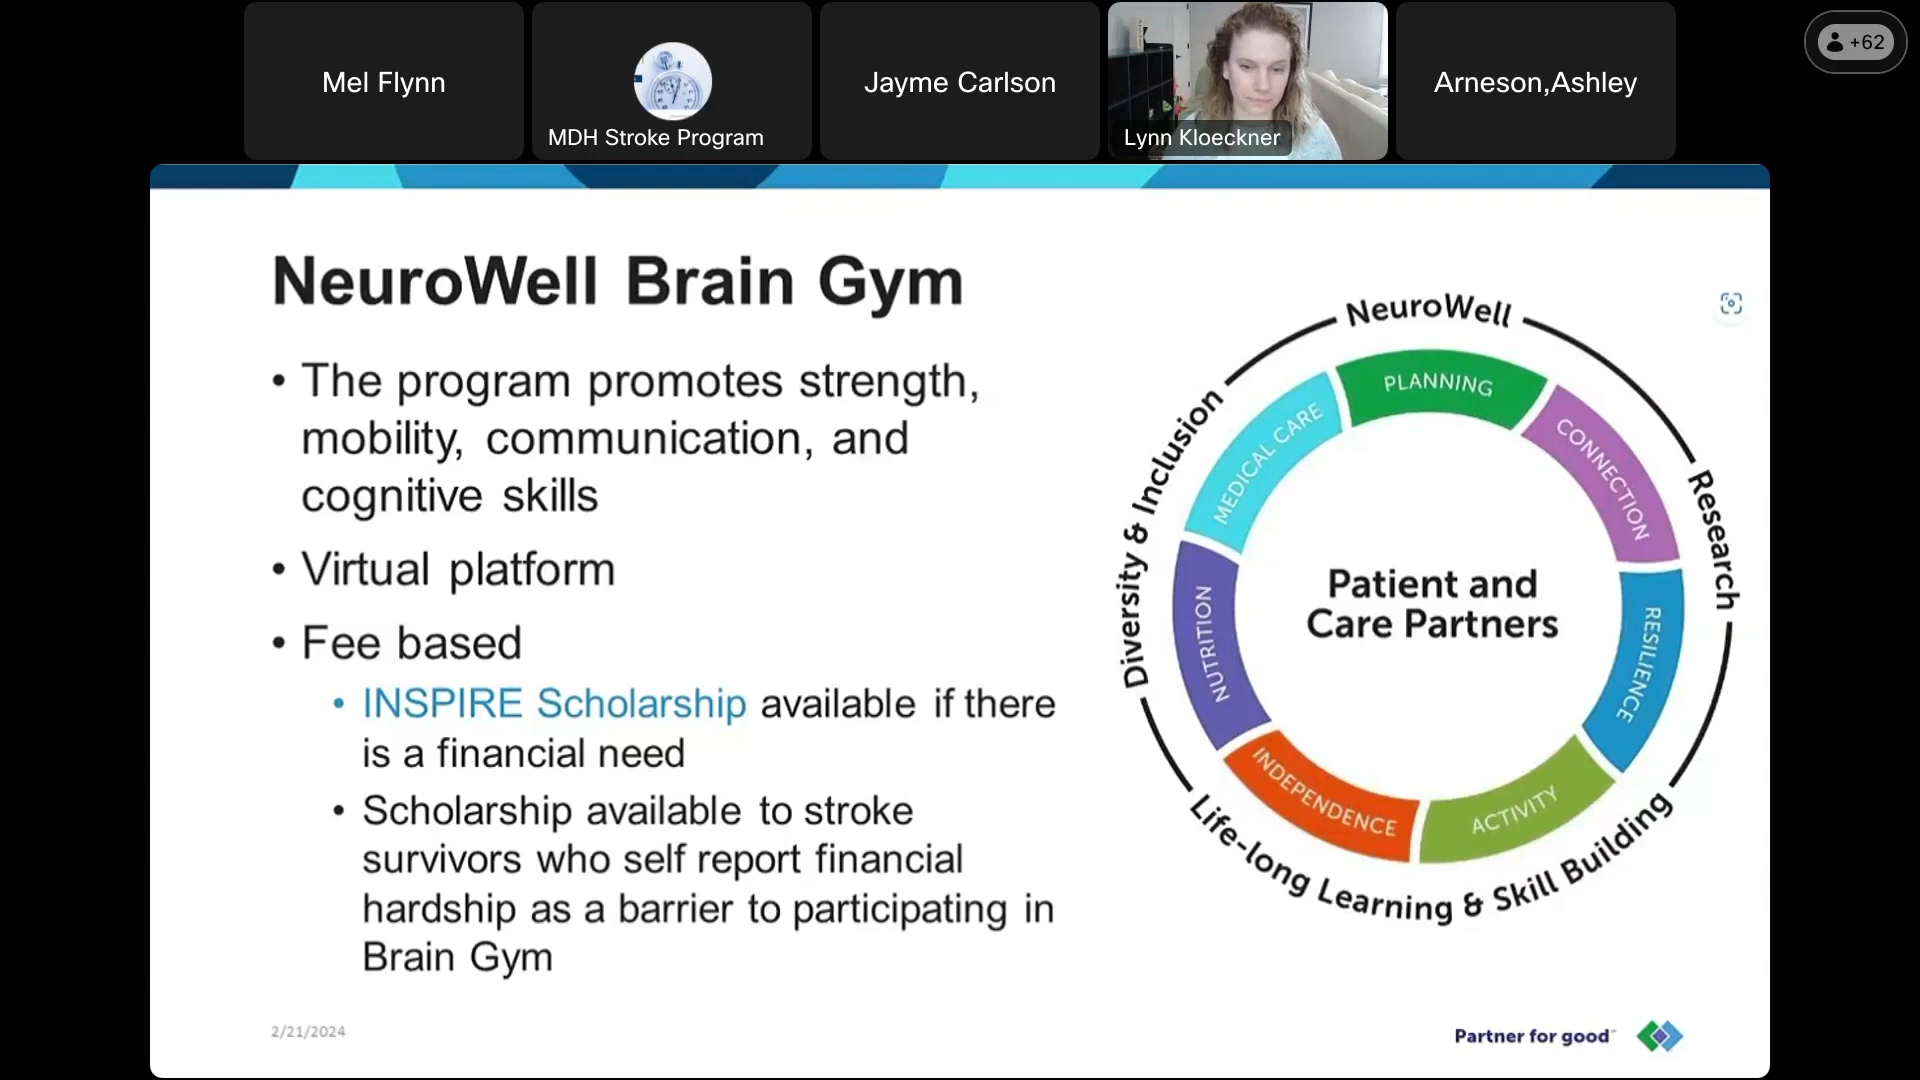 Mel Flynn
MDH Stroke Program
Jayme Carlson
Lynn Kloeckner
Arneson,Ashley
+62
NeuroWell Brain Gym
• The program promotes strength,
mobility, communication, and
cognitive skills
• Virtual platform
• Fee based
• INSPIRE Scholarship available if there
is a financial need
• Scholarship available to stroke
survivors who self report financial
hardship as a barrier to participating in
Brain Gym
NeuroWell
Research
Life-long Learning & Skill Building
Diversity & Inclusion
PLANNING
CONNECTION
RESILIENCE
ACTIVITY
INDEPENDENCE
NUTRITION
MEDICAL CARE
Patient and
Care Partners
2/21/2024
Partner for good